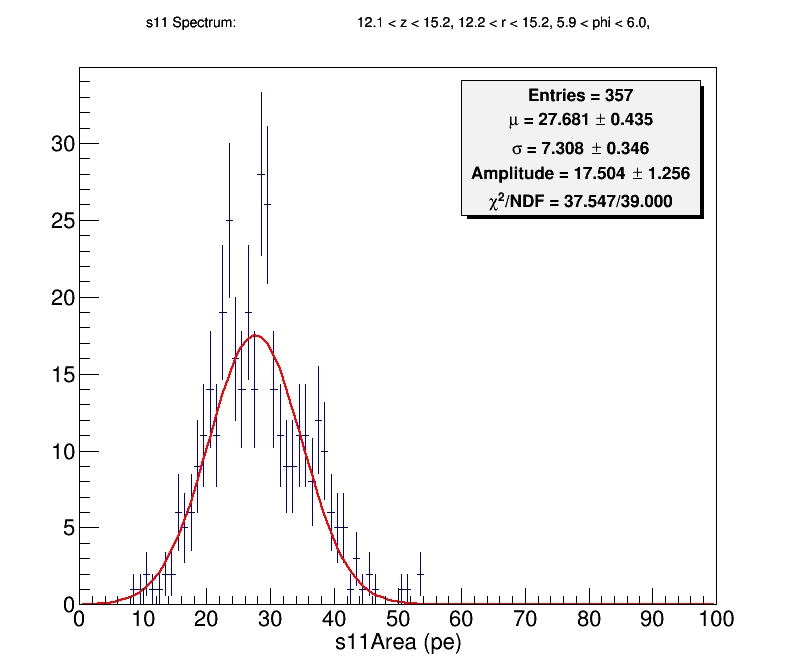 s11 Spectrum: 12.1 < z < 15.2, 12.2 < r < 15.2, 5.9 < phi < 6.0,
Entries = 357
μ = 27.681 ± 0.435
σ = 7.308 ± 0.346
Amplitude = 17.504 ± 1.256
χ²/NDF = 37.547/39.000
30
25
20
15
10
5
0
0 10 20 30 40 50 60 70 80 90 100
s11Area (pe)